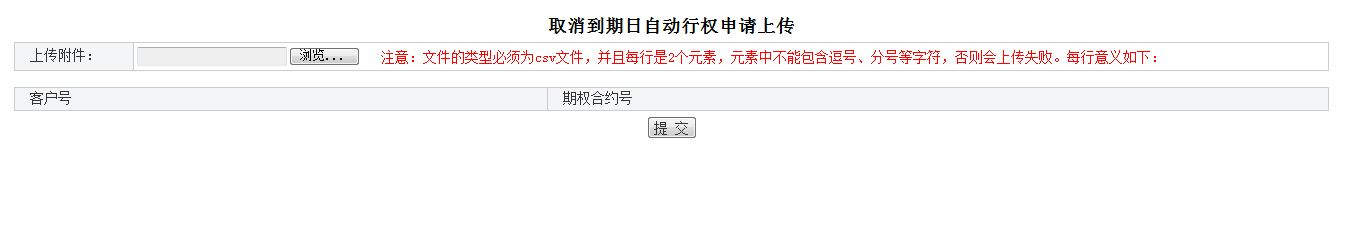 取消到期日自动行权申请上传
上传附件： 浏览... 注意：文件的类型必须为csv文件，并且每行是2个元素，元素中不能包含逗号、分号等字符，否则会上传失败。每行意义如下：
客户号 期权合约号
提 交